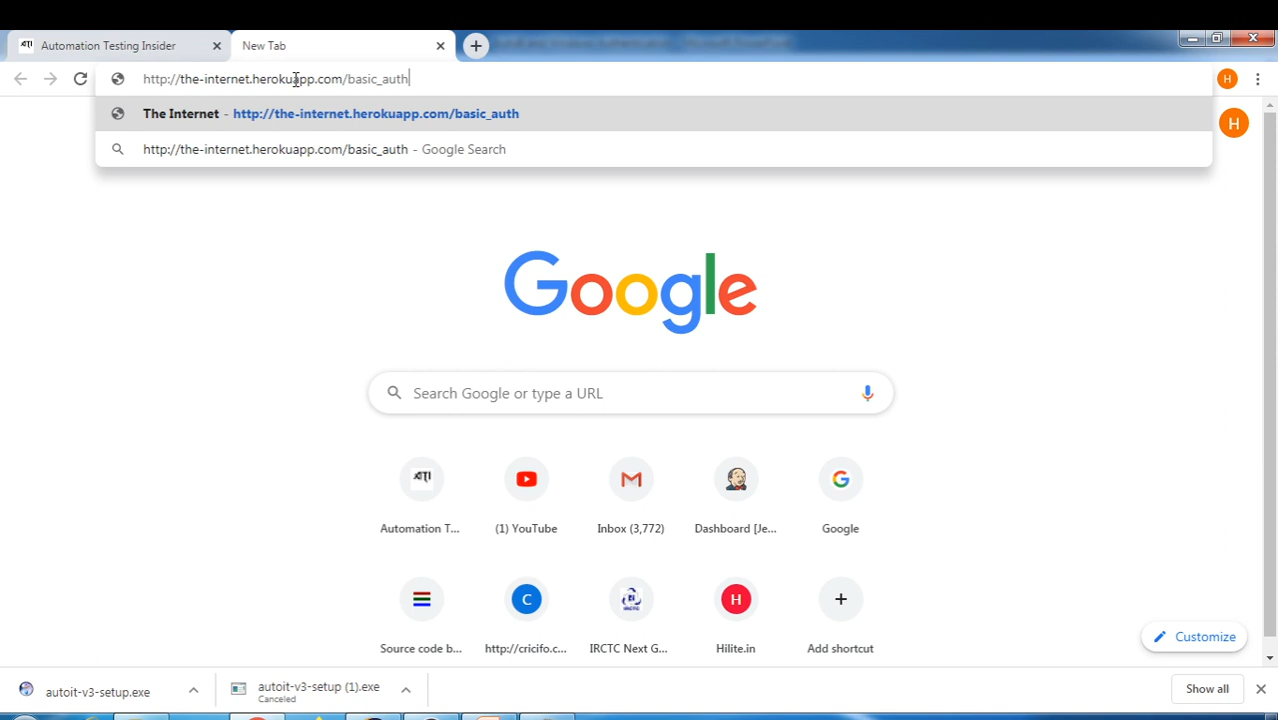 ATI Automation Testing Insider
New Tab
http://the-internet.herokuapp.com/basic_auth
H
The Internet - http://the-internet.herokuapp.com/basic_auth
http://the-internet.herokuapp.com/basic_auth - Google Search
H
Google
Search Google or type a URL
ATI
Automation T...
(1) YouTube
Inbox (3,772)
Dashboard [Je...
Google
C
IRCTC
H
Source code b...
http://cricifo.c...
IRCTC Next G...
Hilite.in
Add shortcut
Customize
autoit-v3-setup.exe
autoit-v3-setup (1).exe
Canceled
Show all